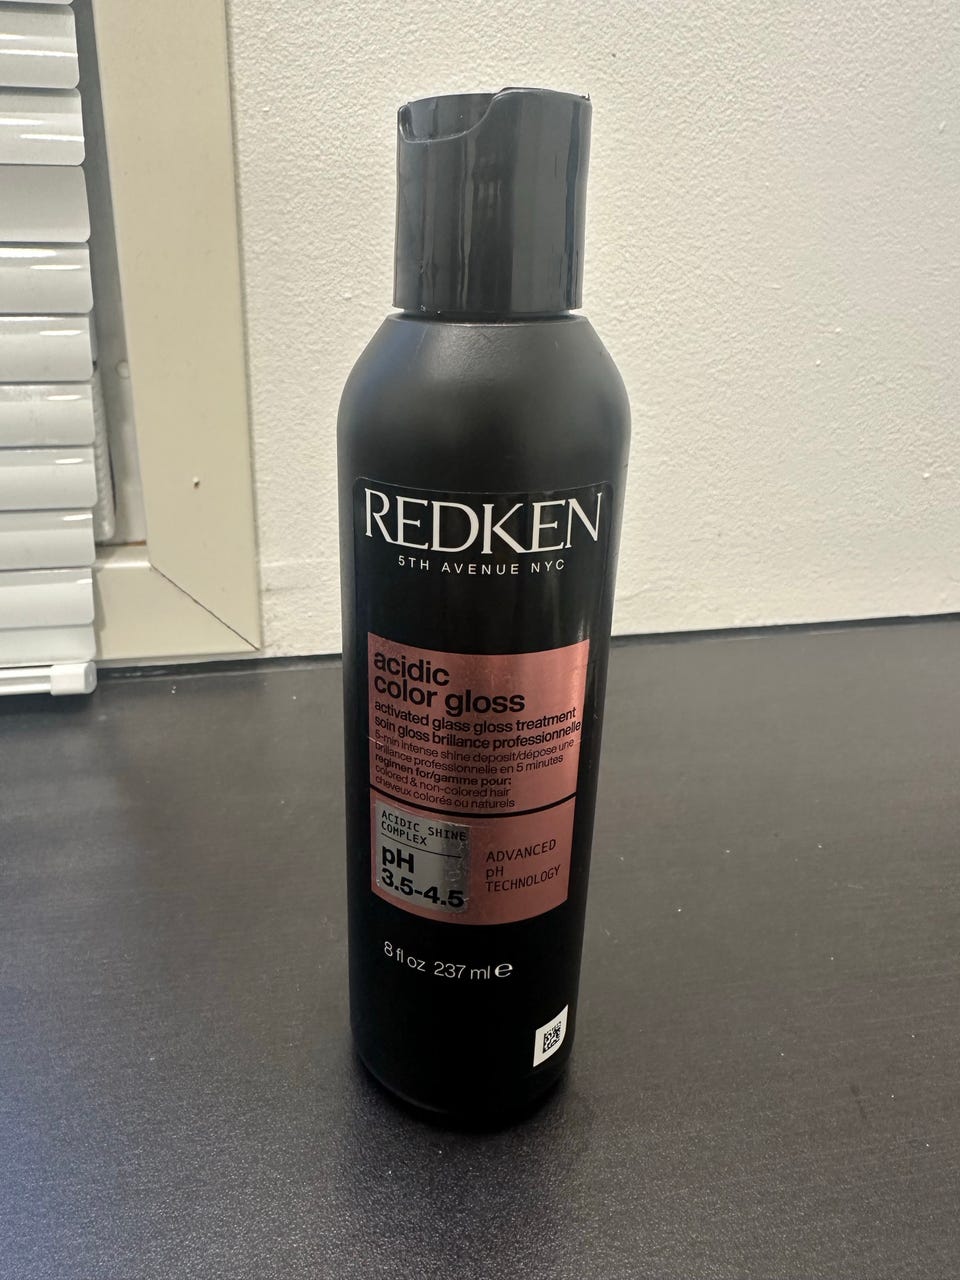 REDKEN
5TH AVENUE NYC
acidic
color gloss
activated glass gloss treatment
soin gloss brillance professionnelle
5-min intense shine deposit/dépose une
brillance professionnelle en 5 minutes
regimen for/gamme pour:
colored & non-colored hair
cheveux colorés ou naturels
ACIDIC SHINE
COMPLEX
pH
3.5-4.5
ADVANCED
pH
TECHNOLOGY
8 fl oz 237 ml ℮